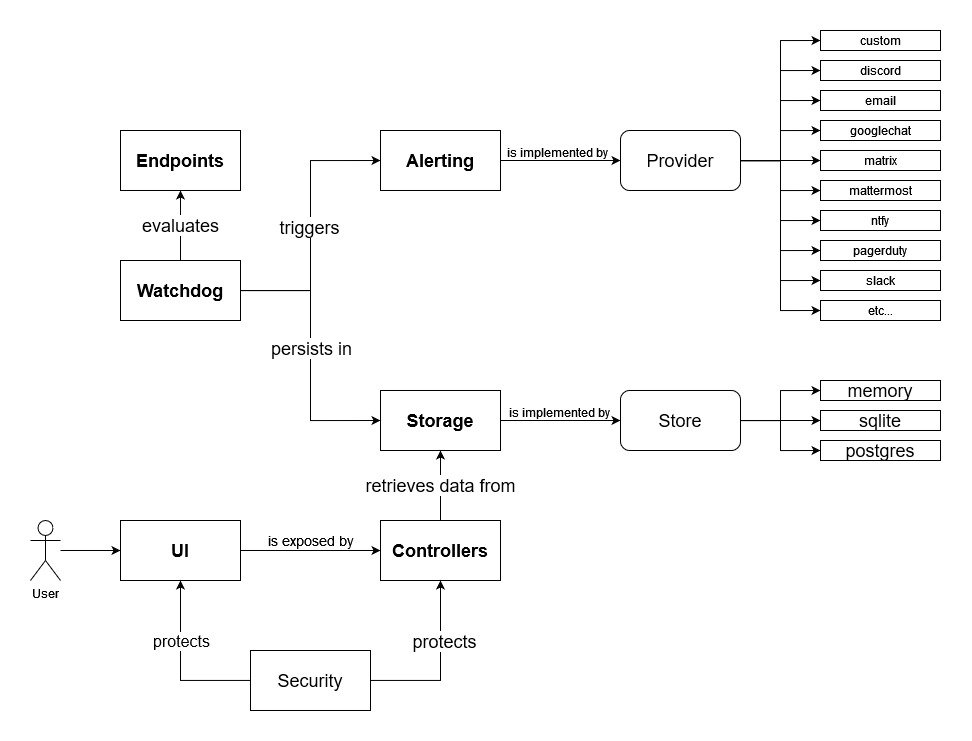 custom
discord
email
googlechat
matrix
mattermost
ntfy
pagerduty
slack
etc...
Endpoints
Alerting
is implemented by
Provider
evaluates
triggers
Watchdog
persists in
Storage
is implemented by
Store
memory
sqlite
postgres
retrieves data from
User
UI
is exposed by
Controllers
protects
protects
Security